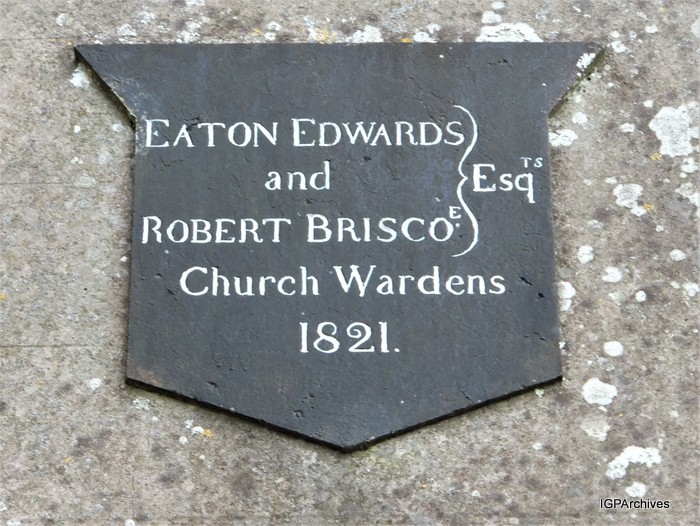 EATON EDWARDS
and
ROBERT BRISCOE
} Esqᵀˢ
Church Wardens
1821.
IGPArchives